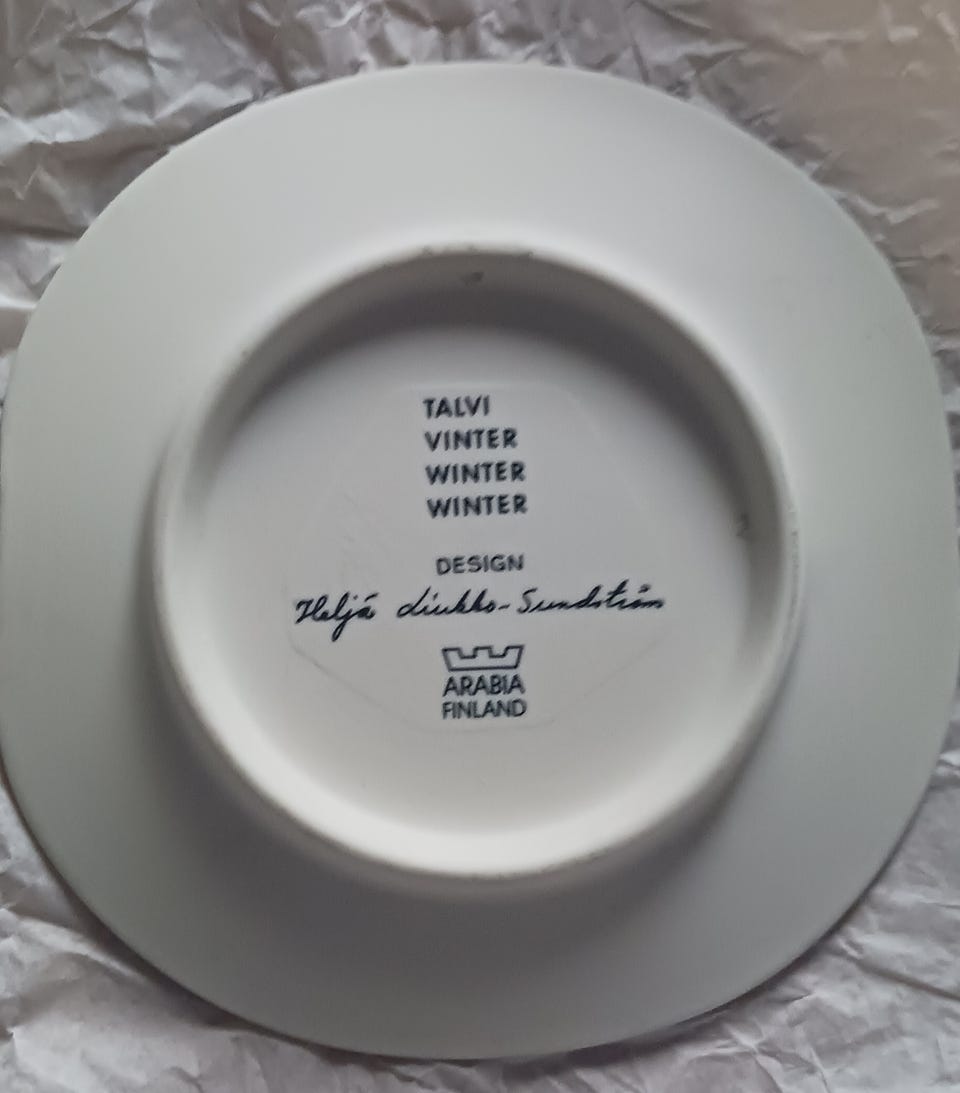 TALVI
VINTER
WINTER
WINTER
DESIGN
Heljä Liukko-Sundström
ARABIA
FINLAND